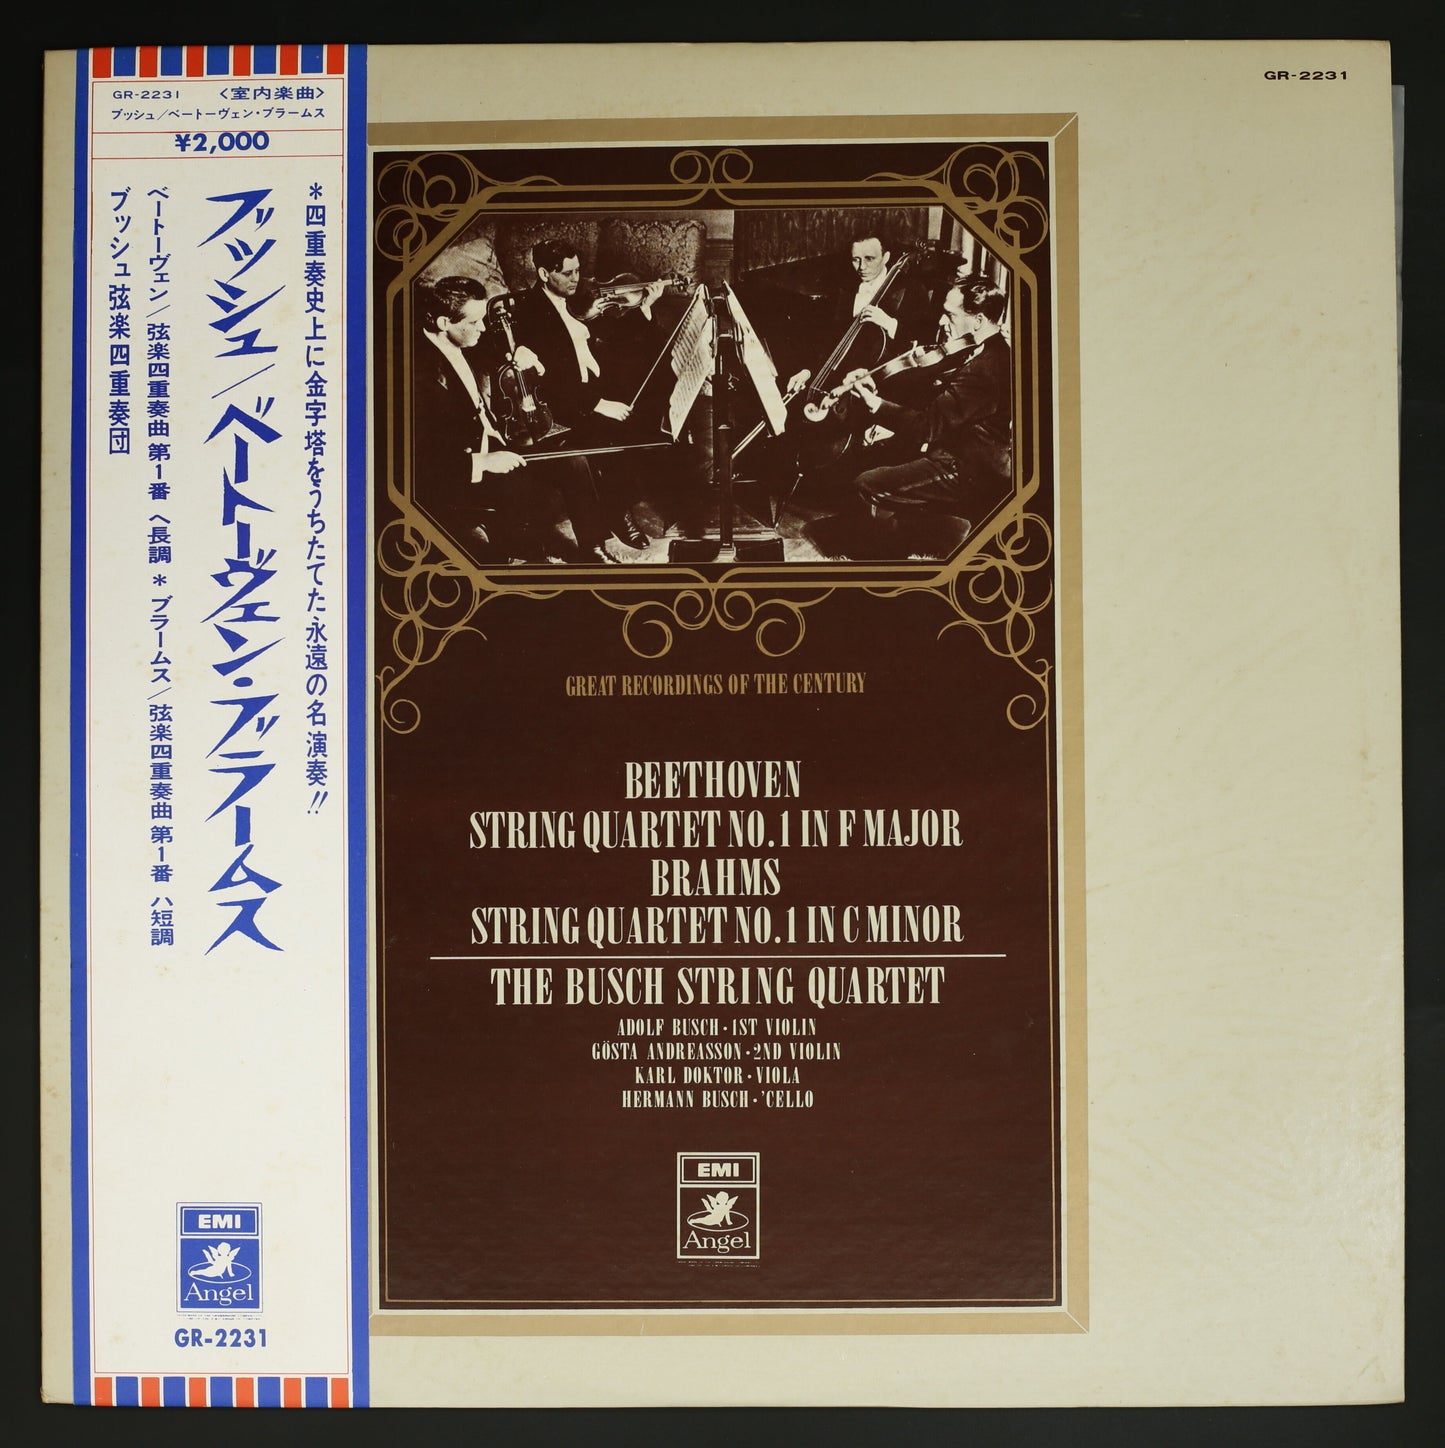 GR-2231 〈室内楽曲〉
ブッシュ/ベートーヴェン・ブラームス
¥2,000
*四重奏史上に金字塔をうちたてた永遠の名演奏!!
ブッシュ/ベートーヴェン・ブラームス
ベートーヴェン/弦楽四重奏曲 第1番 ヘ長調*ブラームス/弦楽四重奏曲 第1番 ハ短調
ブッシュ弦楽四重奏団
EMI
Angel
GR-2231
GR-2231
GREAT RECORDINGS OF THE CENTURY
BEETHOVEN
STRING QUARTET NO.1 IN F MAJOR
BRAHMS
STRING QUARTET NO.1 IN C MINOR
THE BUSCH STRING QUARTET
ADOLF BUSCH·1ST VIOLIN
GÖSTA ANDREASSON·2ND VIOLIN
KARL DOKTOR·VIOLA
HERMANN BUSCH·'CELLO
EMI
Angel